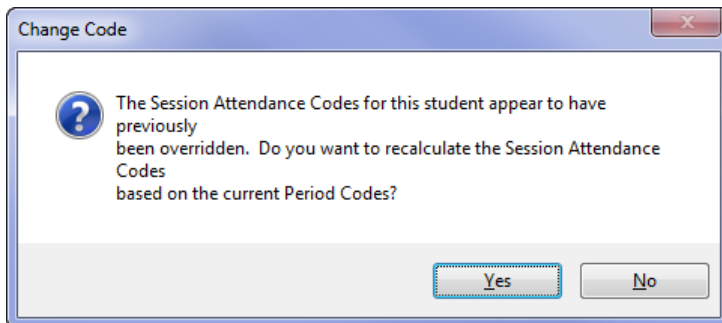 Change Code
The Session Attendance Codes for this student appear to have
previously
been overridden.  Do you want to recalculate the Session Attendance
Codes
based on the current Period Codes?
Yes
No